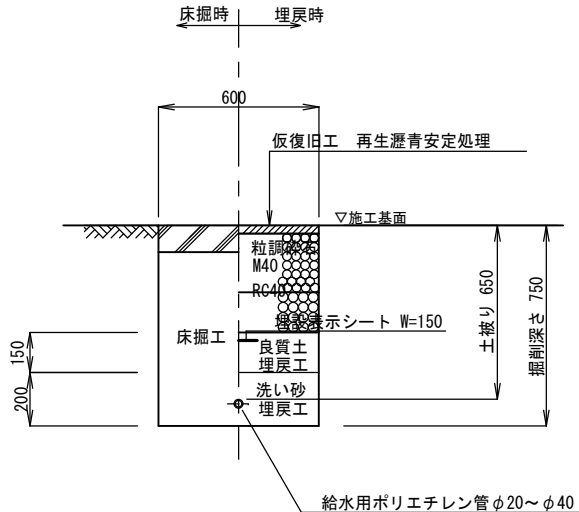 床掘時
埋戻時
600
仮復旧工　再生瀝青安定処理
▽施工基面
粒調砕石
M40
RC40
埋設表示シート W=150
床掘工
良質土
埋戻工
洗い砂
埋戻工
150
200
土被り 650
掘削深さ 750
給水用ポリエチレン管φ20～φ40